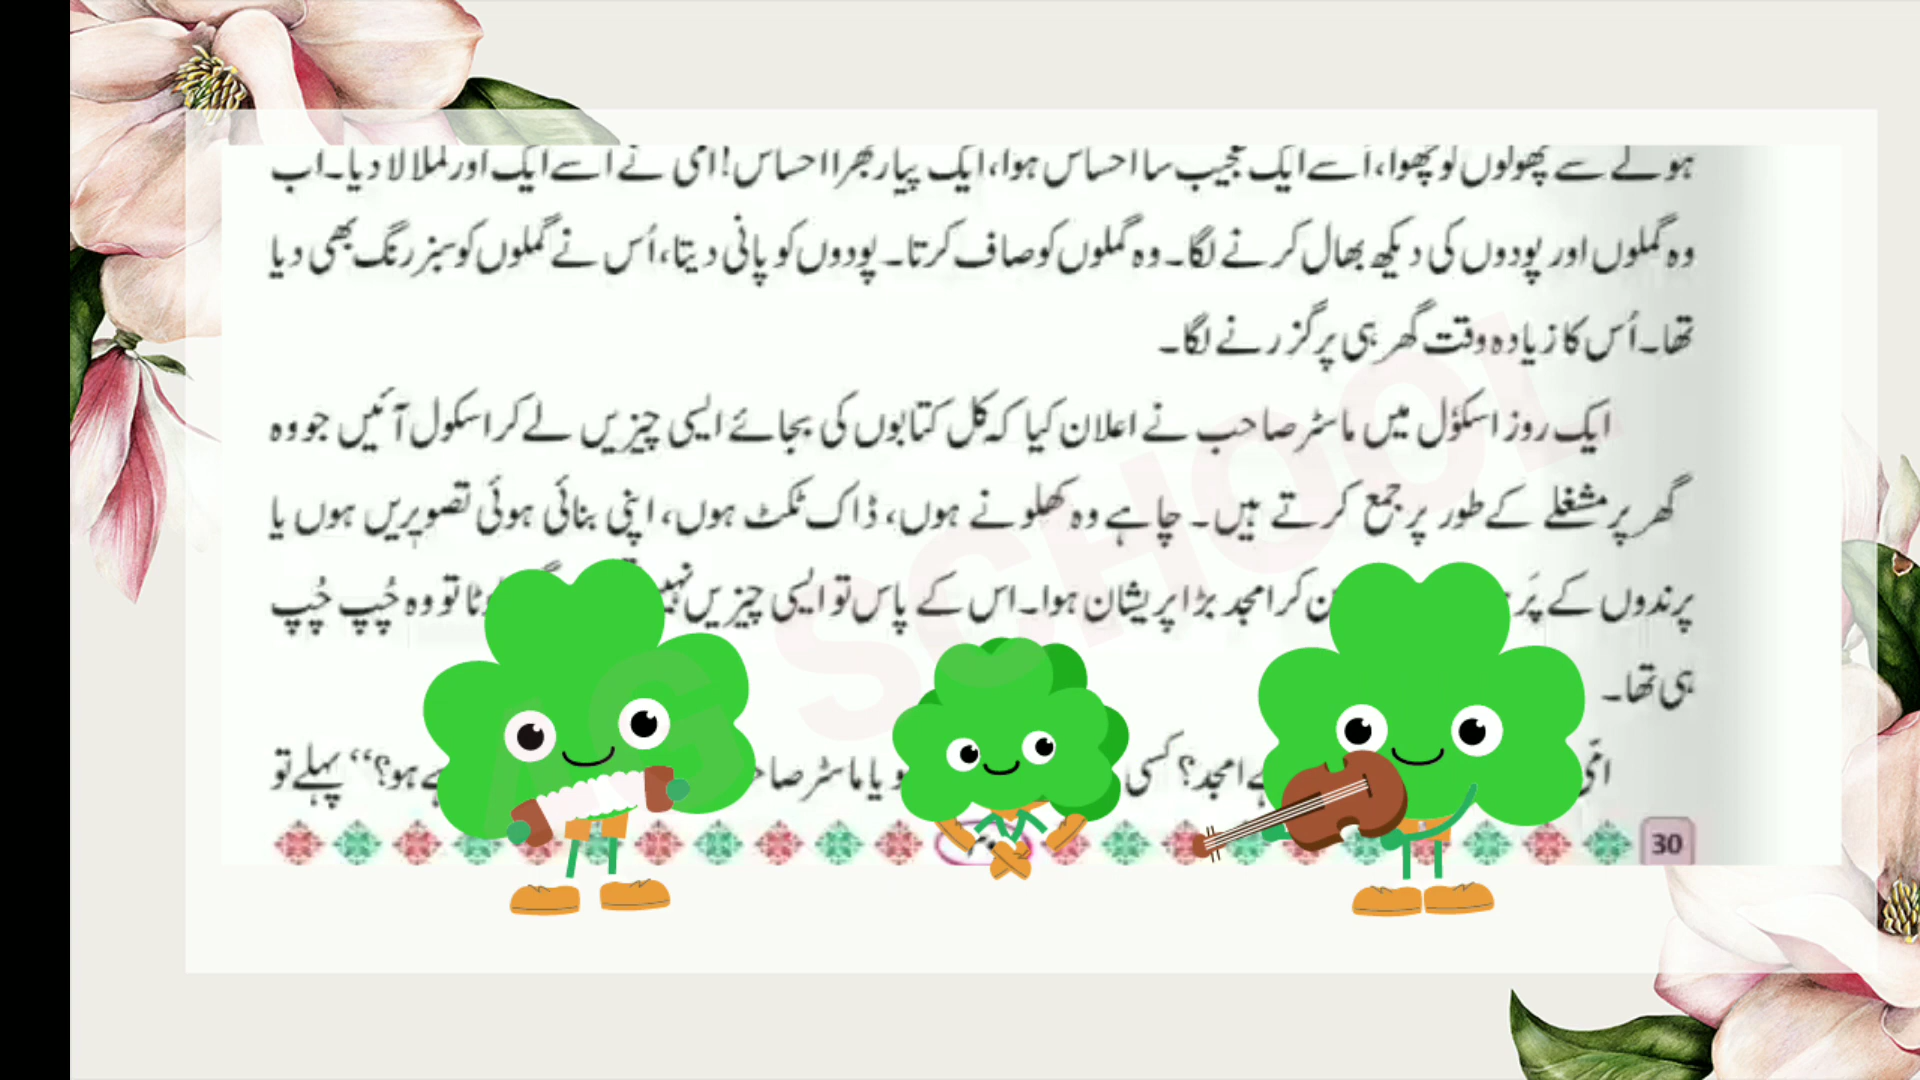 ہولے سے پھولوں کو چھوا، اُسے ایک عجیب سا احساس ہوا، ایک پیار بھرا احساس! امی نے اسے ایک اور گملا لا دیا۔ اب
وہ گملوں اور پودوں کی دیکھ بھال کرنے لگا۔ وہ گملوں کو صاف کرتا۔ پودوں کو پانی دیتا، اُس نے گملوں کو سبز رنگ بھی دیا
تھا۔ اُس کا زیادہ وقت گھر ہی پر گزرنے لگا۔
ایک روز اسکوٗل میں ماسٹر صاحب نے اعلان کیا کہ کل کتابوں کی بجائے ایسی چیزیں لے کر اسکول آئیں جو وہ
گھر پر مشغلے کے طور پر جمع کرتے ہیں۔ چاہے وہ کھلونے ہوں، ڈاک ٹکٹ ہوں، اپنی بنائی ہوئی تصویریں ہوں یا
پرندوں کے پَر کر امجد بڑا پریشان ہوا۔ اس کے پاس تو ایسی چیزیں نہیں تو وہ چُپ چُپ
ہی تھا۔
امجد؟ کسی یا ماسٹر ہو؟“ پہلے تو
30
AG SCHOOL